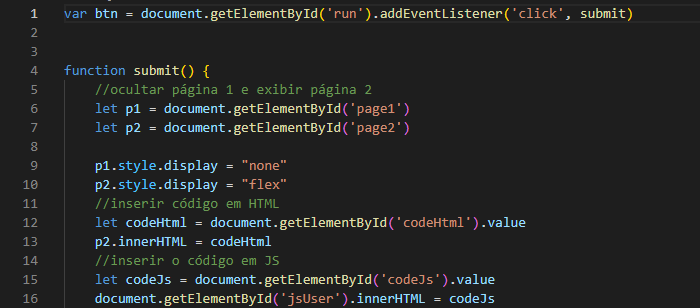 1 var btn = document.getElementById('run').addEventListener('click', submit)
2
3
4 function submit() {
5 //ocultar página 1 e exibir página 2
6 let p1 = document.getElementById('page1')
7 let p2 = document.getElementById('page2')
8
9 p1.style.display = "none"
10 p2.style.display = "flex"
11 //inserir código em HTML
12 let codeHtml = document.getElementById('codeHtml').value
13 p2.innerHTML = codeHtml
14 //inserir o código em JS
15 let codeJs = document.getElementById('codeJs').value
16 document.getElementById('jsUser').innerHTML = codeJs